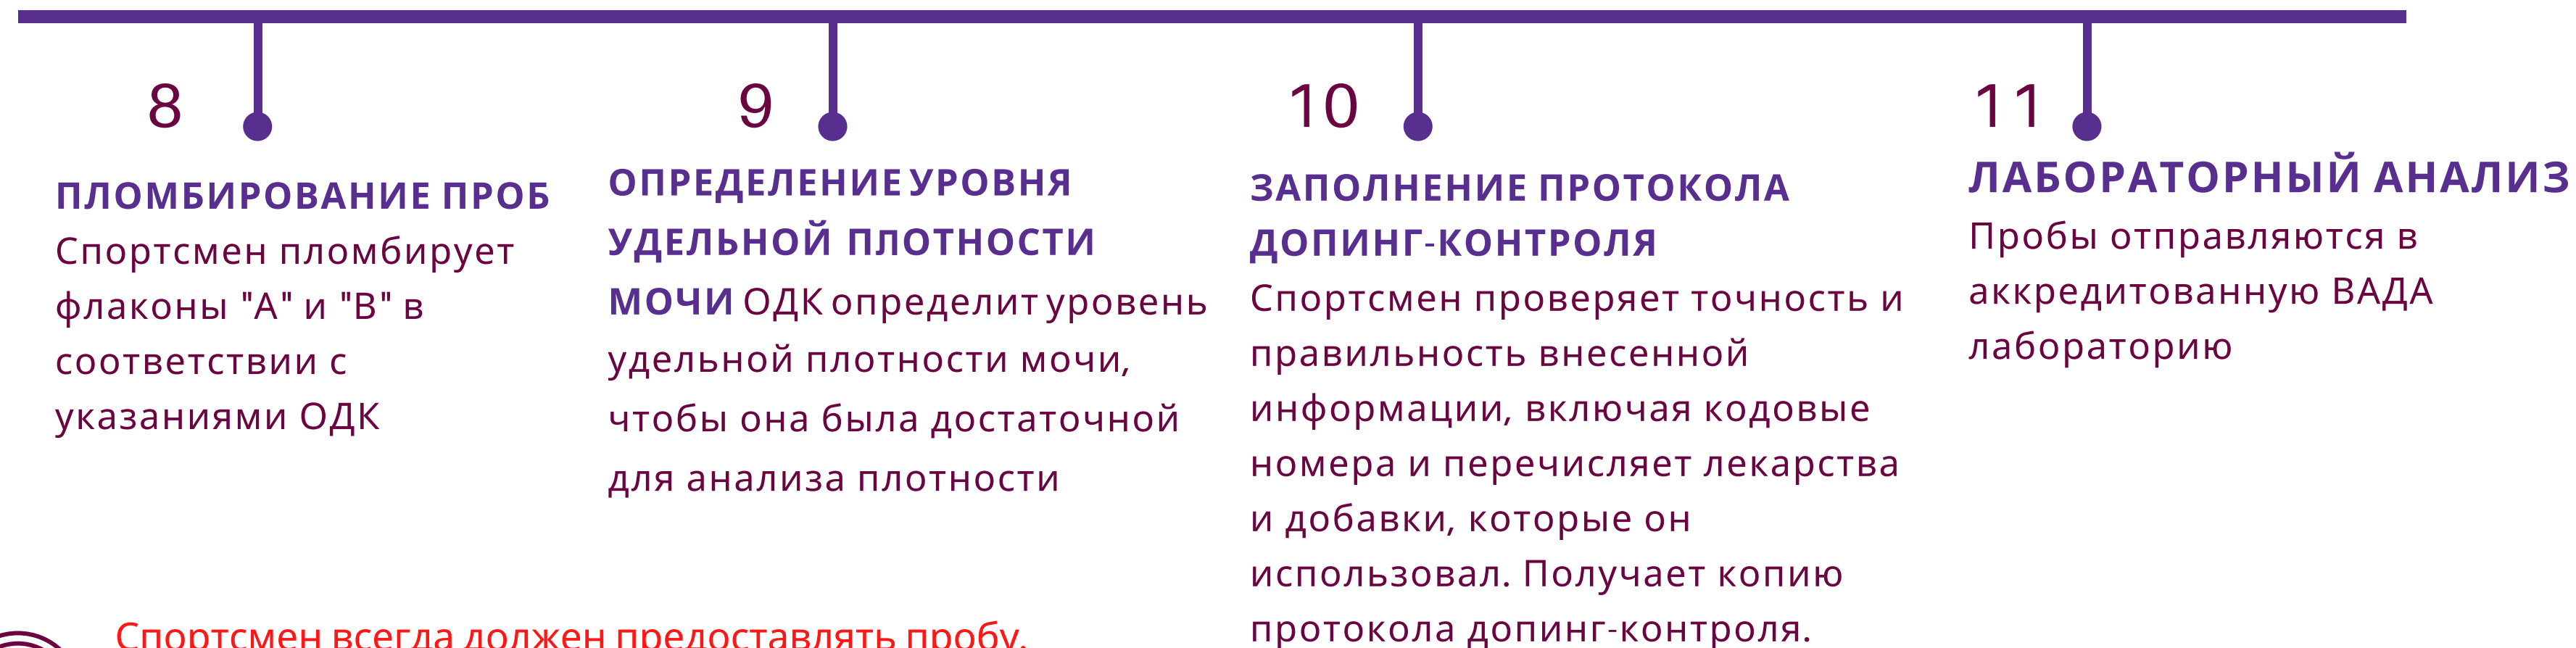 8
ПЛОМБИРОВАНИЕ ПРОБ
Спортсмен пломбирует
флаконы "А" и "В" в
соответствии с
указаниями ОДК
9
ОПРЕДЕЛЕНИЕ УРОВНЯ
УДЕЛЬНОЙ ПЛОТНОСТИ
МОЧИ ОДК определит уровень
удельной плотности мочи,
чтобы она была достаточной
для анализа плотности
10
ЗАПОЛНЕНИЕ ПРОТОКОЛА
ДОПИНГ-КОНТРОЛЯ
Спортсмен проверяет точность и
правильность внесенной
информации, включая кодовые
номера и перечисляет лекарства
и добавки, которые он
использовал. Получает копию
протокола допинг-контроля.
11
ЛАБОРАТОРНЫЙ АНАЛИЗ
Пробы отправляются в
аккредитованную ВАДА
лабораторию
Спортсмен всегда должен предоставлять пробу.